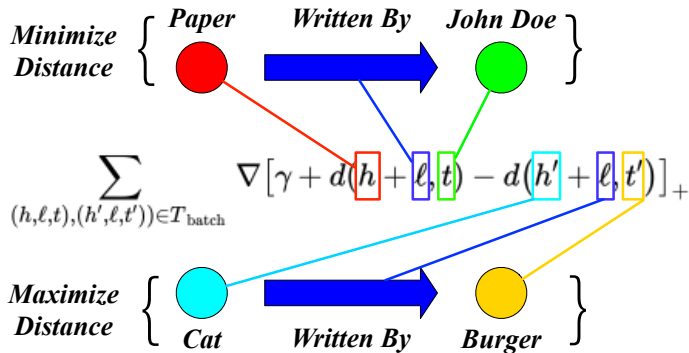 Paper Written By John Doe
Minimize
Distance
∑ ∇[γ + d(h + ℓ, t) − d(h′ + ℓ, t′)]₊
(h,ℓ,t),(h′,ℓ,t′))∈T_batch
Maximize
Distance
Cat Written By Burger